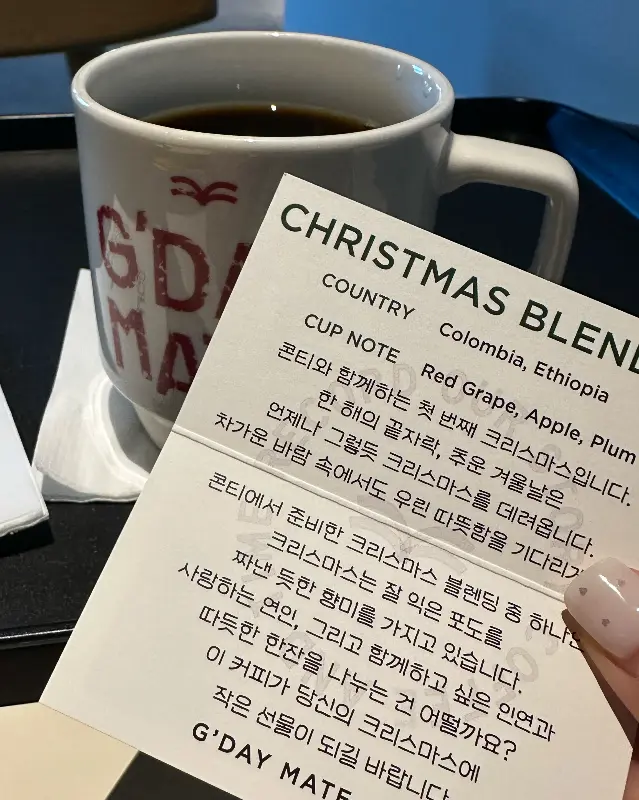 G'DA
MA
CHRISTMAS BLEND
COUNTRY Colombia, Ethiopia
CUP NOTE Red Grape, Apple, Plum
콘티와 함께하는 첫 번째 크리스마스입니다.
한 해의 끝자락, 추운 겨울날은
언제나 그렇듯 크리스마스를 데려옵니다.
차가운 바람 속에서도 우린 따뜻함을 기다리
콘티에서 준비한 크리스마스 블렌딩 중 하나인
크리스마스는 잘 익은 포도를
짜낸 듯한 향미를 가지고 있습니다.
사랑하는 연인, 그리고 함께하고 싶은 인연과
따듯한 한잔을 나누는 건 어떨까요?
이 커피가 당신의 크리스마스에
작은 선물이 되길 바랍니다
G'DAY MATE